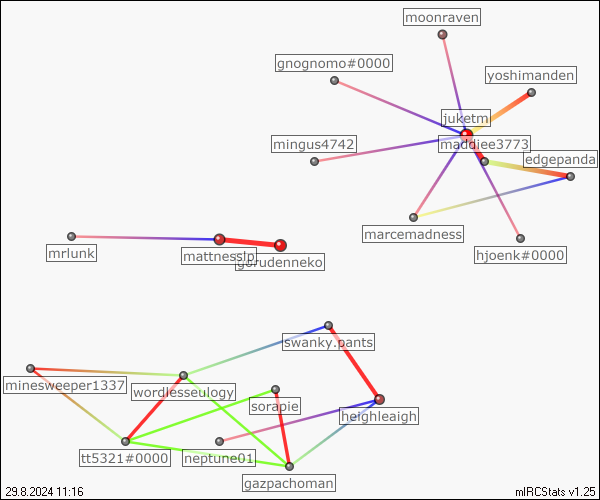 moonraven
gnognomo#0000
yoshimanden
juketm
mingus4742
maddiee3773
edgepanda
marcemadness
hjoenk#0000
mrlunk
mattnesslp
gorudenneko
swanky.pants
minesweeper1337
wordlesseulogy
sorapie
heighleaigh
tt5321#0000
neptune01
gazpachoman
29.8.2024 11:16
mIRCStats v1.25